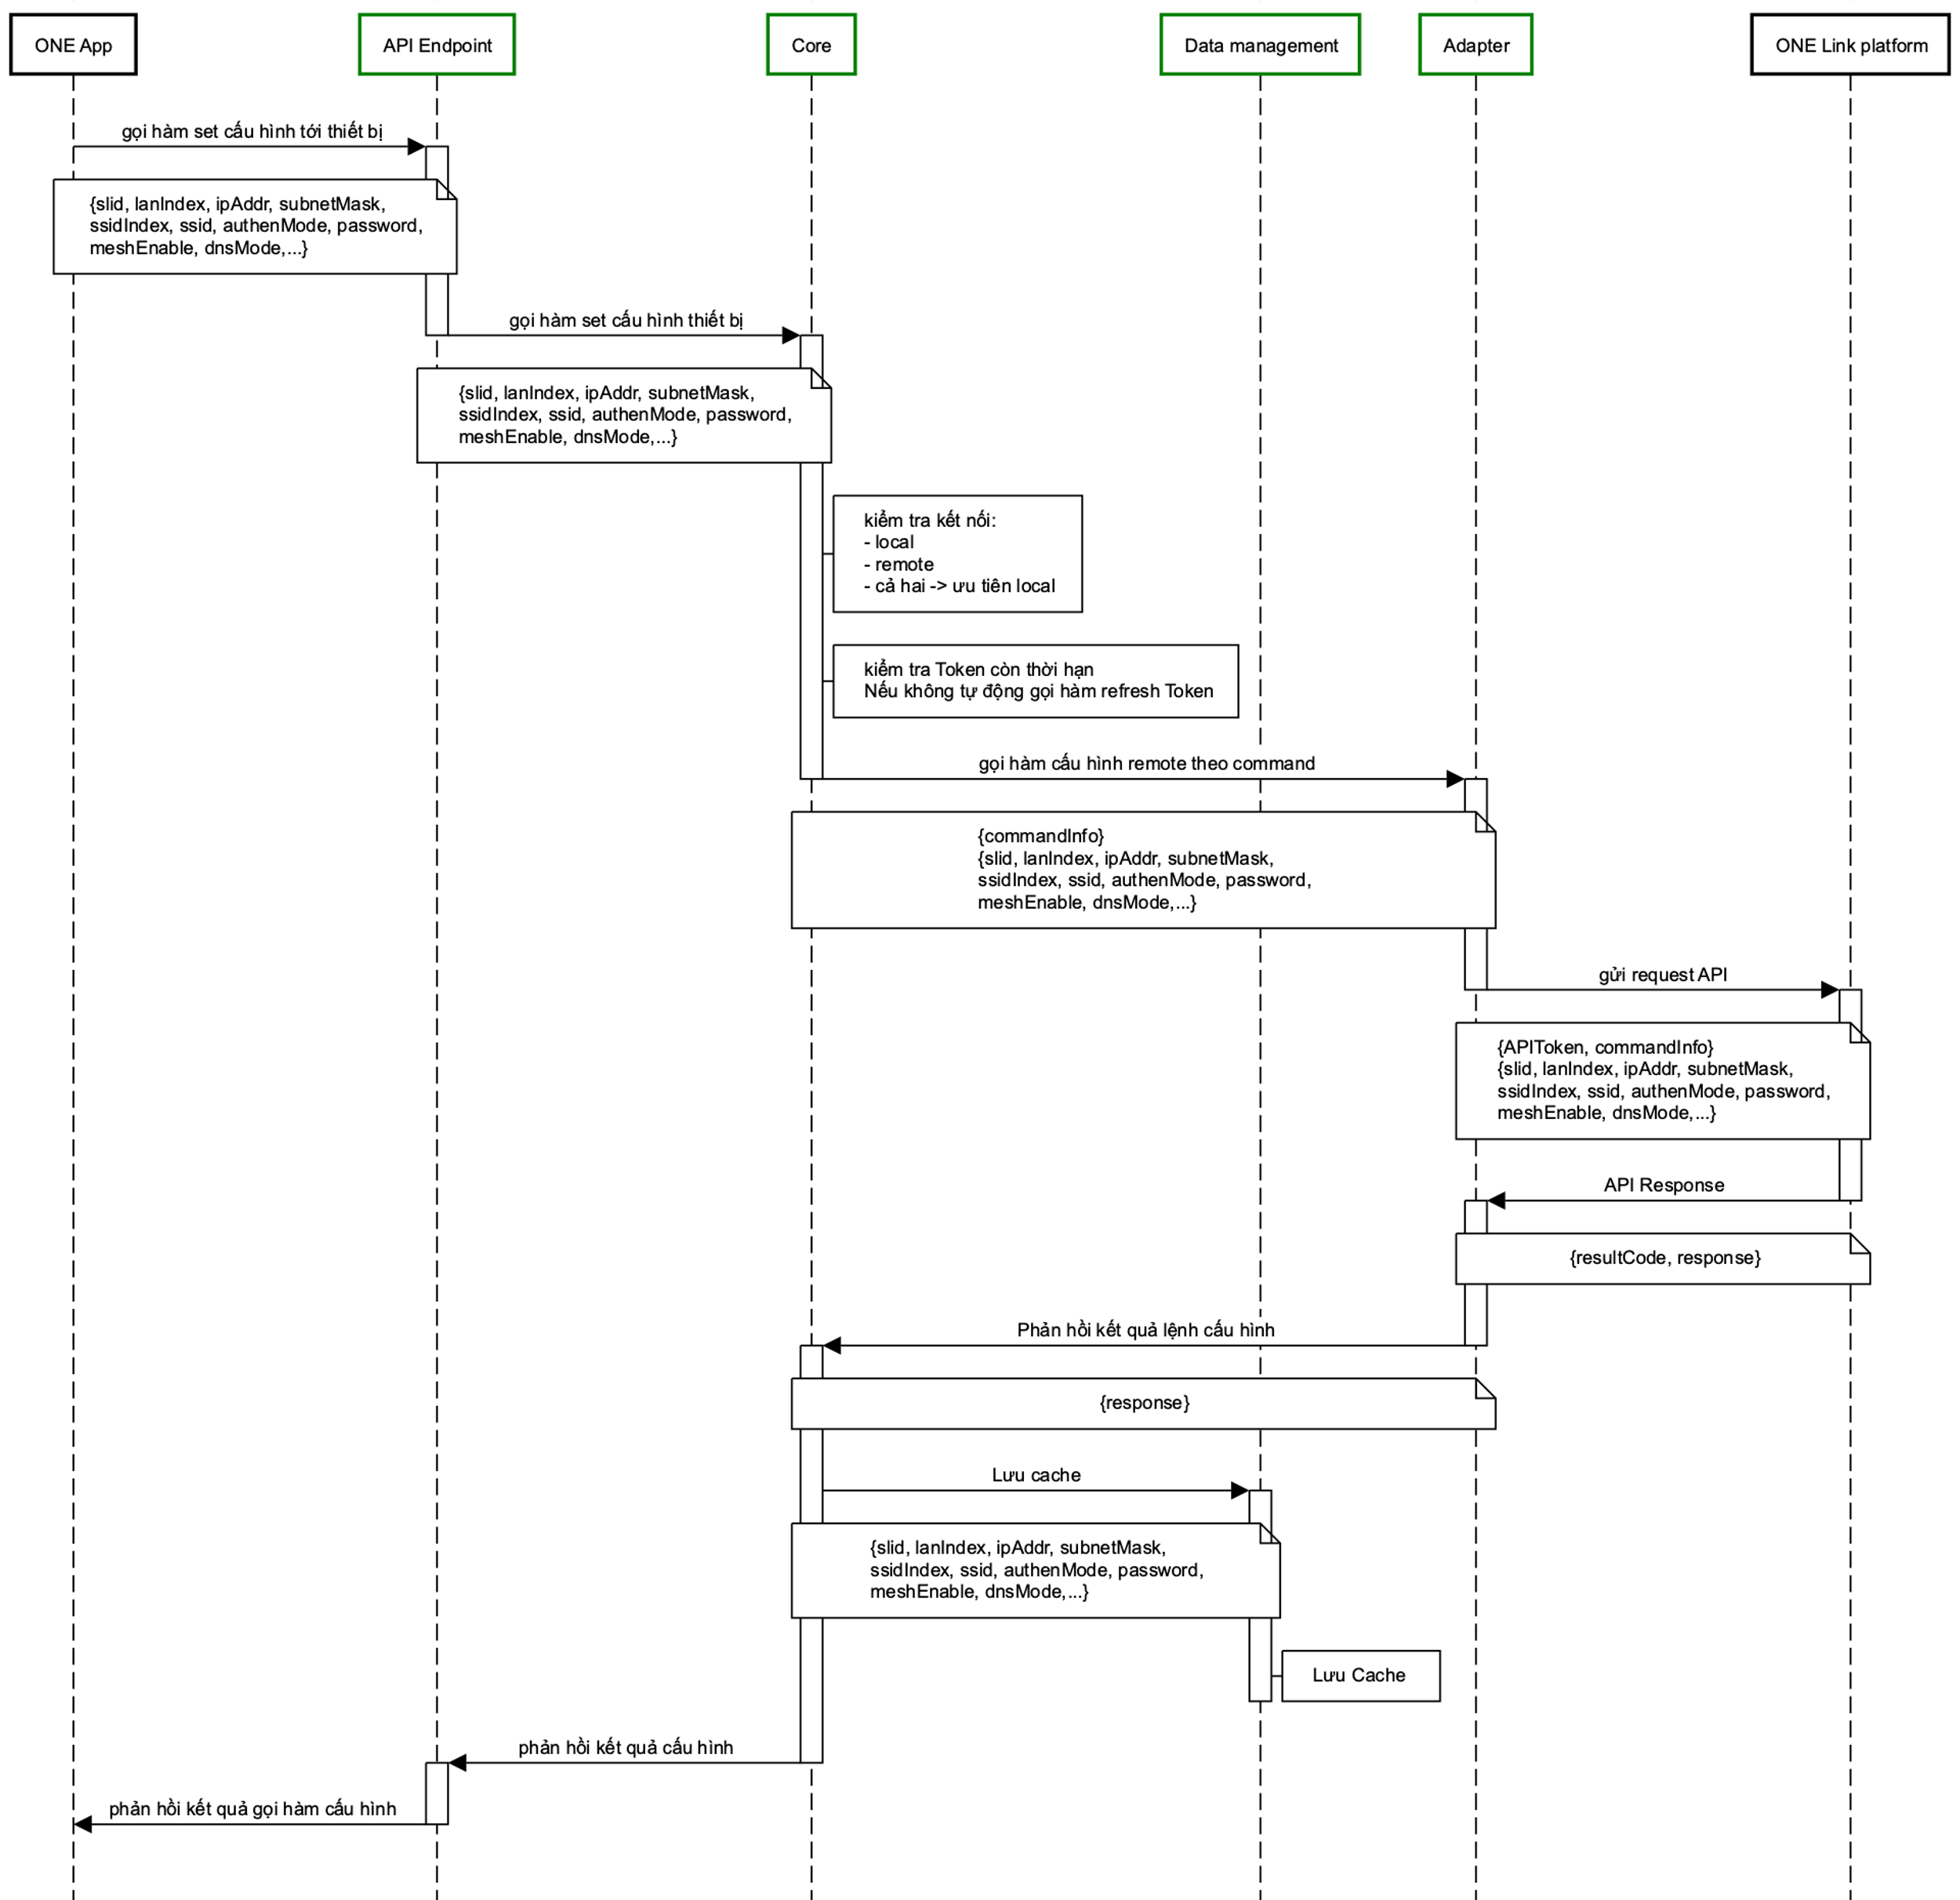 ONE App
API Endpoint
Core
Data management
Adapter
ONE Link platform
gọi hàm set cấu hình tới thiết bị
{slid, lanIndex, ipAddr, subnetMask,
ssidIndex, ssid, authenMode, password,
meshEnable, dnsMode,...}
gọi hàm set cấu hình thiết bị
{slid, lanIndex, ipAddr, subnetMask,
ssidIndex, ssid, authenMode, password,
meshEnable, dnsMode,...}
kiểm tra kết nối:
- local
- remote
- cả hai -> ưu tiên local
kiểm tra Token còn thời hạn
Nếu không tự động gọi hàm refresh Token
gọi hàm cấu hình remote theo command
{commandInfo}
{slid, lanIndex, ipAddr, subnetMask,
ssidIndex, ssid, authenMode, password,
meshEnable, dnsMode,...}
gửi request API
{APIToken, commandInfo}
{slid, lanIndex, ipAddr, subnetMask,
ssidIndex, ssid, authenMode, password,
meshEnable, dnsMode,...}
API Response
{resultCode, response}
Phản hồi kết quả lệnh cấu hình
{response}
Lưu cache
{slid, lanIndex, ipAddr, subnetMask,
ssidIndex, ssid, authenMode, password,
meshEnable, dnsMode,...}
Lưu Cache
phản hồi kết quả cấu hình
phản hồi kết quả gọi hàm cấu hình